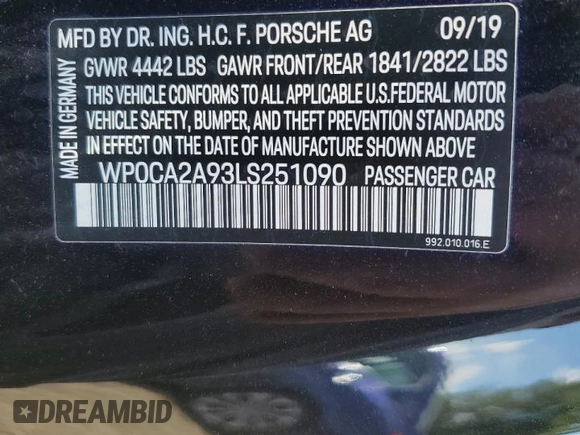 MFD BY DR. ING. H.C. F. PORSCHE AG 09/19
GVWR 4442 LBS GAWR FRONT/REAR 1841/2822 LBS
THIS VEHICLE CONFORMS TO ALL APPLICABLE U.S.FEDERAL MOTOR
VEHICLE SAFETY, BUMPER, AND THEFT PREVENTION STANDARDS
IN EFFECT ON THE DATE OF MANUFACTURE SHOWN ABOVE.
WP0CA2A93LS251090 PASSENGER CAR
MADE IN GERMANY
992.010.016.E
DREAMBID